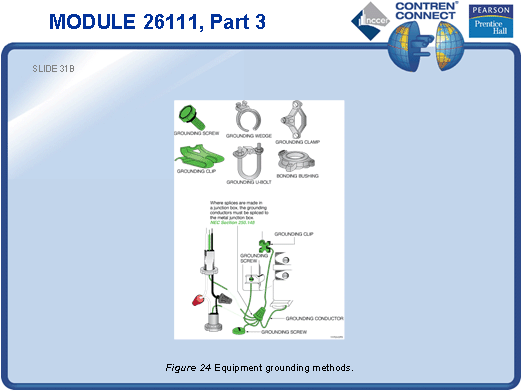 MODULE 26111, Part 3
nccer
CONTREN®
CONNECT
PEARSON
Prentice
Hall
SLIDE 31B
GROUNDING SCREW
GROUNDING WEDGE
GROUNDING CLAMP
GROUNDING CLIP
GROUNDING U-BOLT
BONDING BUSHING
Where splices are made in
a junction box, the grounding
conductors must be spliced to
the metal junction box.
NEC Section 250.148
GROUNDING CLIP
GROUNDING
SCREW
GROUNDING CONDUCTOR
GROUNDING SCREW
Figure 24 Equipment grounding methods.